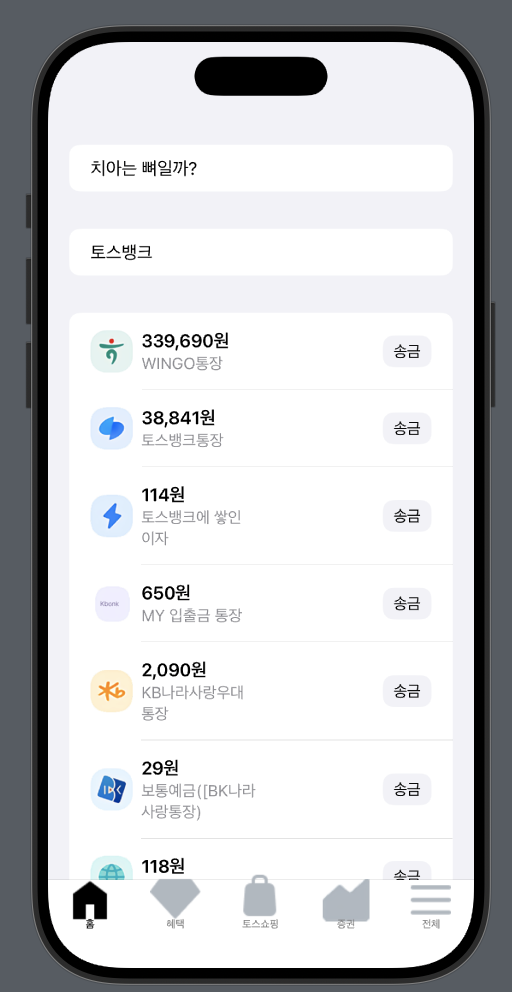 치아는 뼈일까?
토스뱅크
339,690원
WINGO통장
송금
38,841원
토스뱅크통장
송금
114원
토스뱅크에 쌓인
이자
송금
Kbank
650원
MY 입출금 통장
송금
2,090원
KB나라사랑우대
통장
송금
29원
보통예금([BK나라
사랑통장)
송금
118원
송금
홈
혜택
토스쇼핑
증권
전체